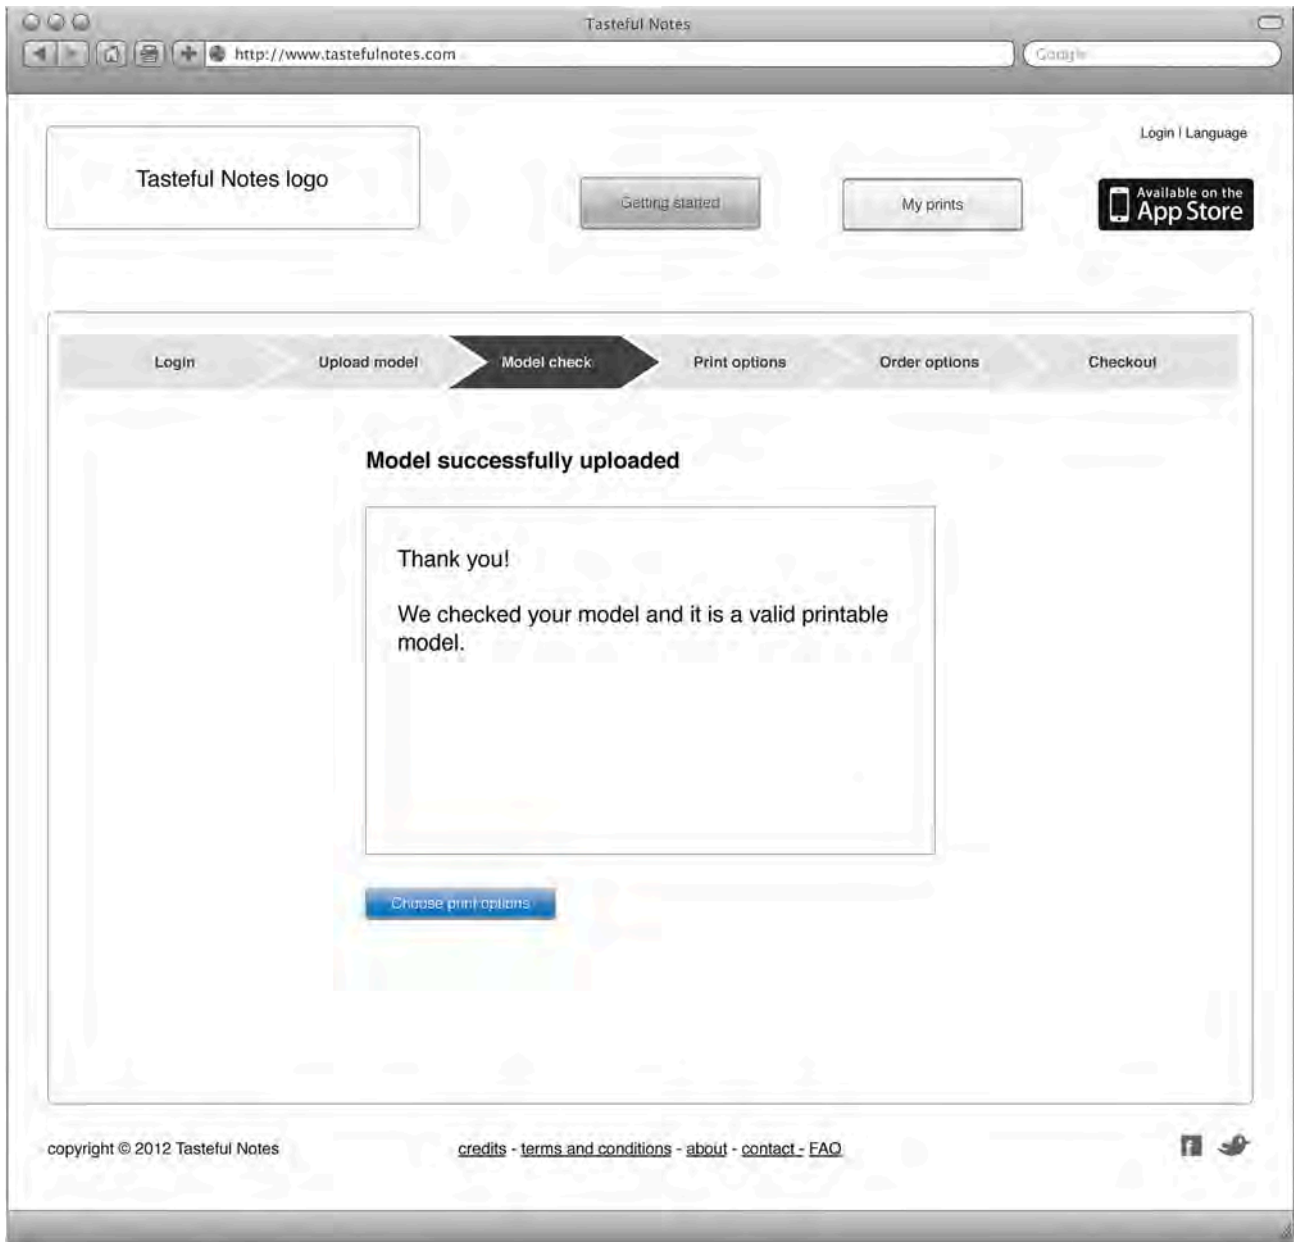 Tasteful Notes
http://www.tastefulnotes.com
Google
Login | Language
Tasteful Notes logo
Getting started
My prints
Available on the
App Store
Login
Upload model
Model check
Print options
Order options
Checkout
Model successfully uploaded
Thank you!
We checked your model and it is a valid printable
model.
Choose print options
copyright © 2012 Tasteful Notes
credits - terms and conditions - about - contact - FAQ